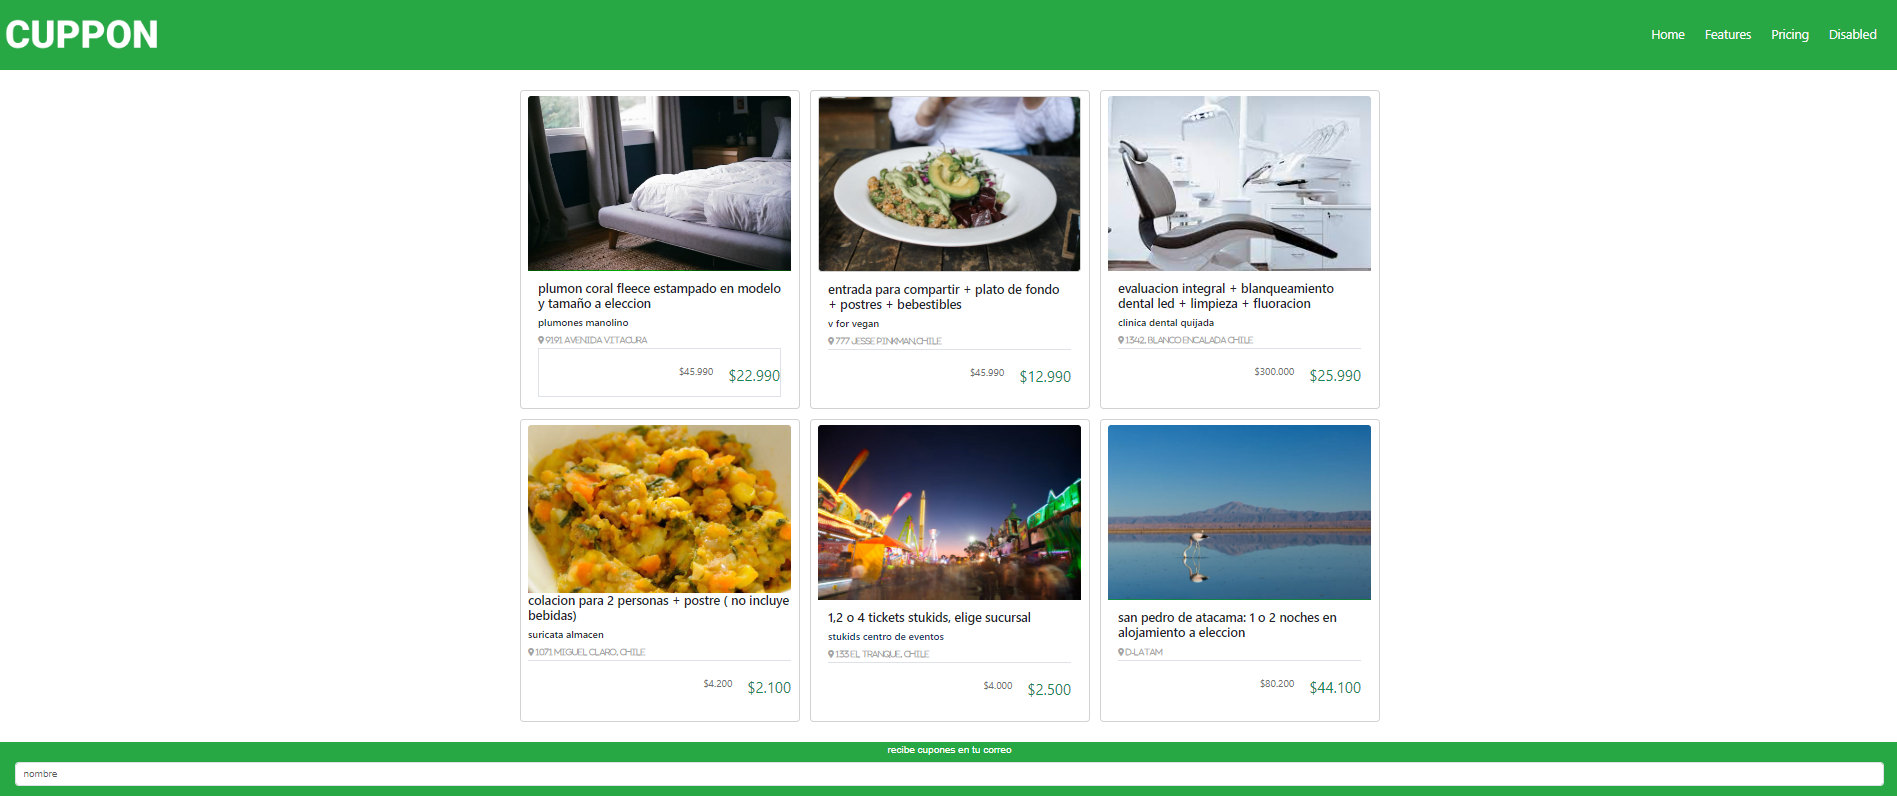 CUPPON
Home Features Pricing Disabled
plumon coral fleece estampado en modelo
y tamaño a eleccion
plumones manolino
9191 AVENIDA VITACURA
$45.990 $22.990
entrada para compartir + plato de fondo
+ postres + bebestibles
v for vegan
777 JESSE PINKMAN,CHILE
$45.990 $12.990
evaluacion integral + blanqueamiento
dental led + limpieza + fluoracion
clínica dental quijada
1342, BLANCO ENCALADA CHILE
$300.000 $25.990
colacion para 2 personas + postre ( no incluye
bebidas)
suricata almacen
1071 MIGUEL CLARO, CHILE
$4.200 $2.100
1,2 o 4 tickets stukids, elige sucursal
stukids centro de eventos
133 EL TRANQUE, CHILE
$4.000 $2.500
san pedro de atacama: 1 o 2 noches en
alojamiento a eleccion
D-LATAM
$80.200 $44.100
recibe cupones en tu correo
nombre